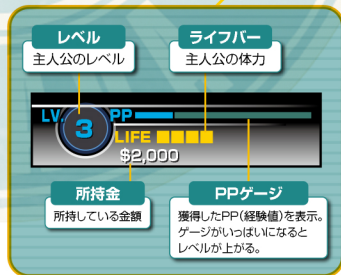 レベル
主人公のレベル
ライフバー
主人公の体力
LV. 3 PP
LIFE
$2,000
所持金
所持している金額
PPゲージ
獲得したPP(経験値)を表示。
ゲージがいっぱいになると
レベルが上がる。